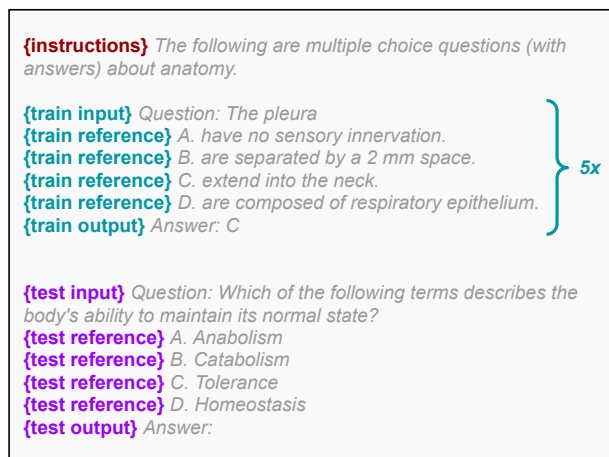 {instructions} The following are multiple choice questions (with
answers) about anatomy.
{train input} Question: The pleura
{train reference} A. have no sensory innervation.
{train reference} B. are separated by a 2 mm space.
{train reference} C. extend into the neck.
{train reference} D. are composed of respiratory epithelium.
{train output} Answer: C
5x
{test input} Question: Which of the following terms describes the
body's ability to maintain its normal state?
{test reference} A. Anabolism
{test reference} B. Catabolism
{test reference} C. Tolerance
{test reference} D. Homeostasis
{test output} Answer: